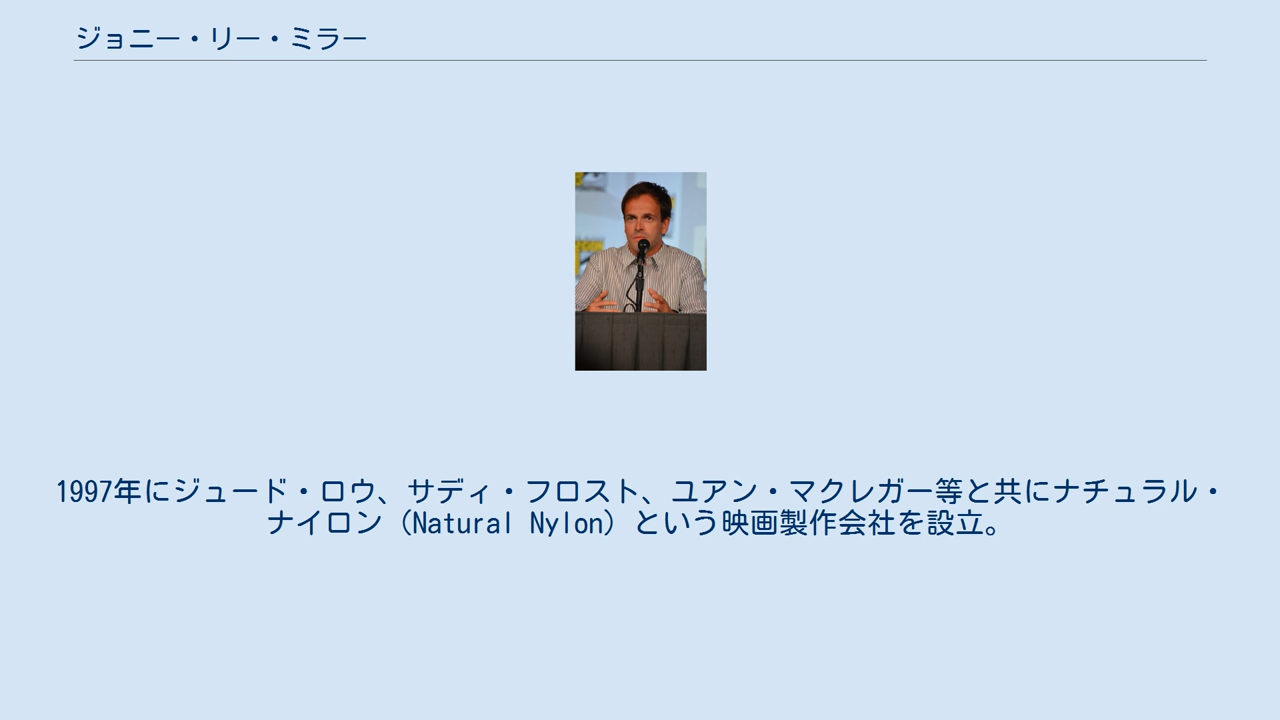 ジョニー・リー・ミラー
1997年にジュード・ロウ、サディ・フロスト、ユアン・マクレガー等と共にナチュラル・
ナイロン（Natural Nylon）という映画製作会社を設立。